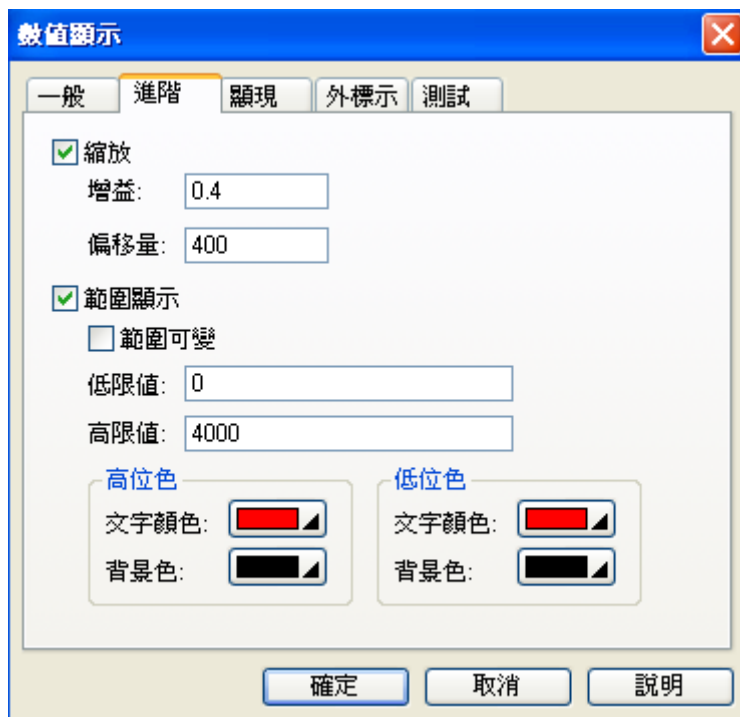 數值顯示
一般 進階 顯現 外標示 測試
縮放
增益: 0.4
偏移量: 400
範圍顯示
範圍可變
低限值: 0
高限值: 4000
高位色 低位色
文字顏色: 文字顏色:
背景色: 背景色:
確定 取消 說明